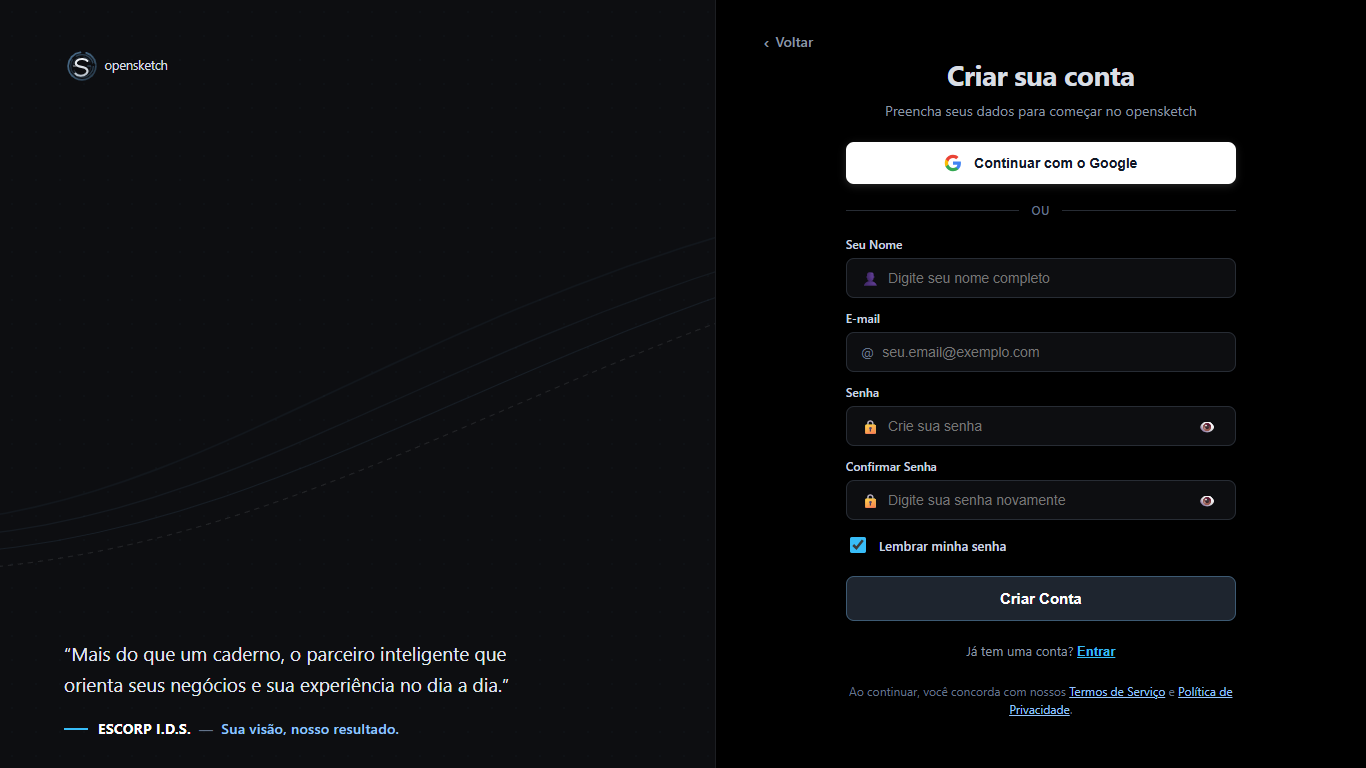 opensketch
“Mais do que um caderno, o parceiro inteligente que
orienta seus negócios e sua experiência no dia a dia.”
ESCORP I.D.S. — Sua visão, nosso resultado.
‹ Voltar
Criar sua conta
Preencha seus dados para começar no opensketch
Continuar com o Google
OU
Seu Nome
Digite seu nome completo
E-mail
@ seu.email@exemplo.com
Senha
Crie sua senha
Confirmar Senha
Digite sua senha novamente
Lembrar minha senha
Criar Conta
Já tem uma conta? Entrar
Ao continuar, você concorda com nossos Termos de Serviço e Política de
Privacidade.